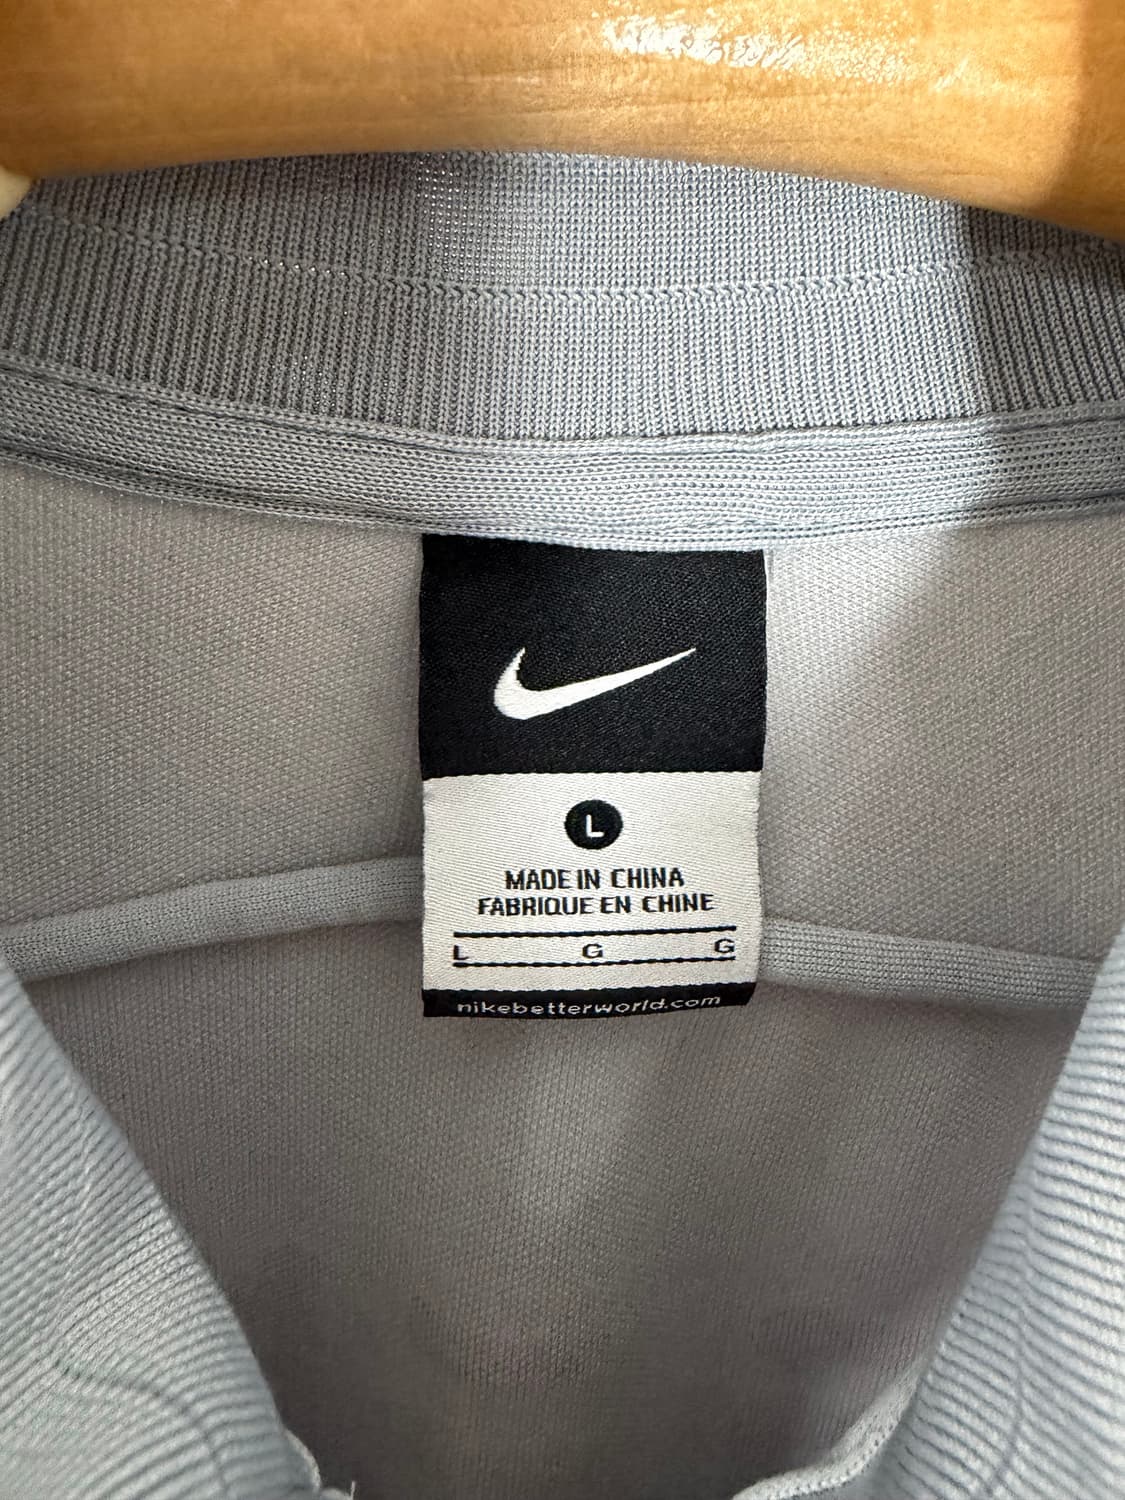 L
MADE IN CHINA
FABRIQUE EN CHINE
L G G
nikebetterworld.com